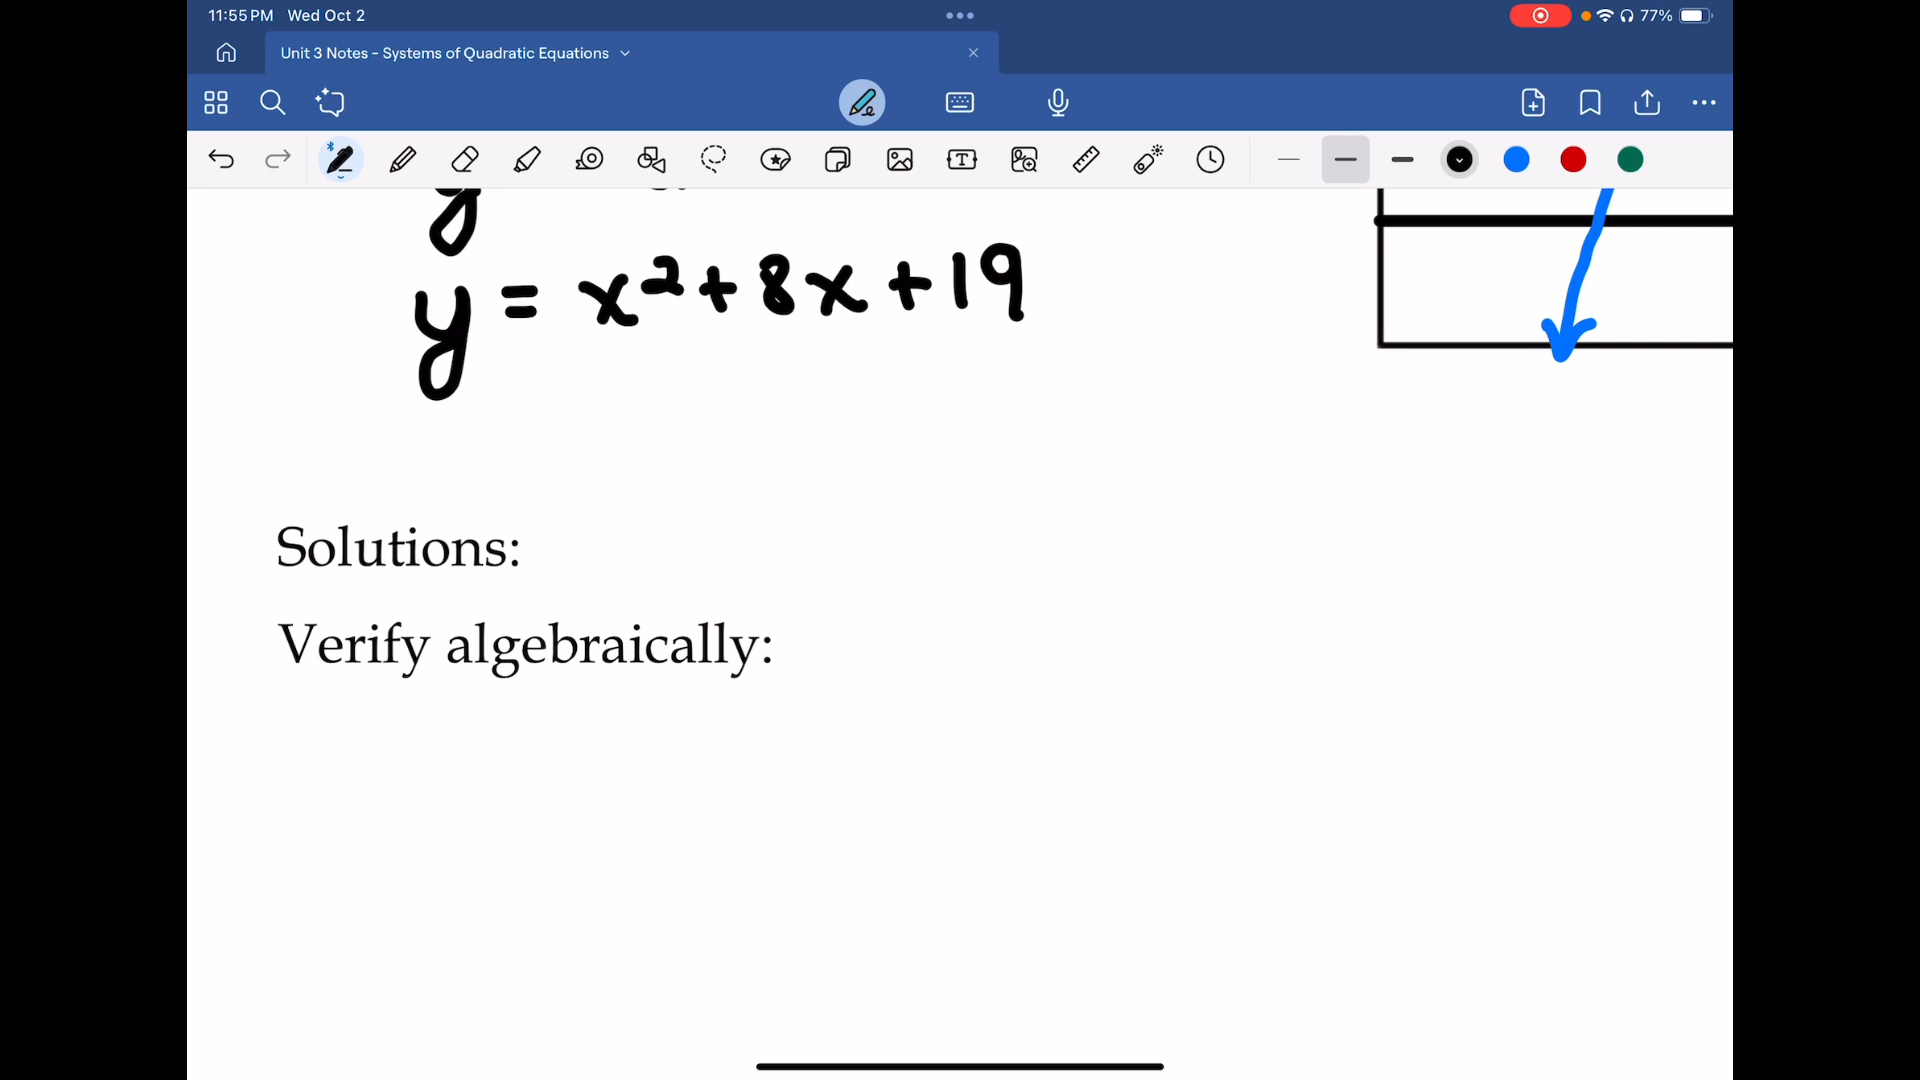 11:55 PM Wed Oct 2
77%
Unit 3 Notes - Systems of Quadratic Equations
y
y = x² + 8x + 19
Solutions:
Verify algebraically: